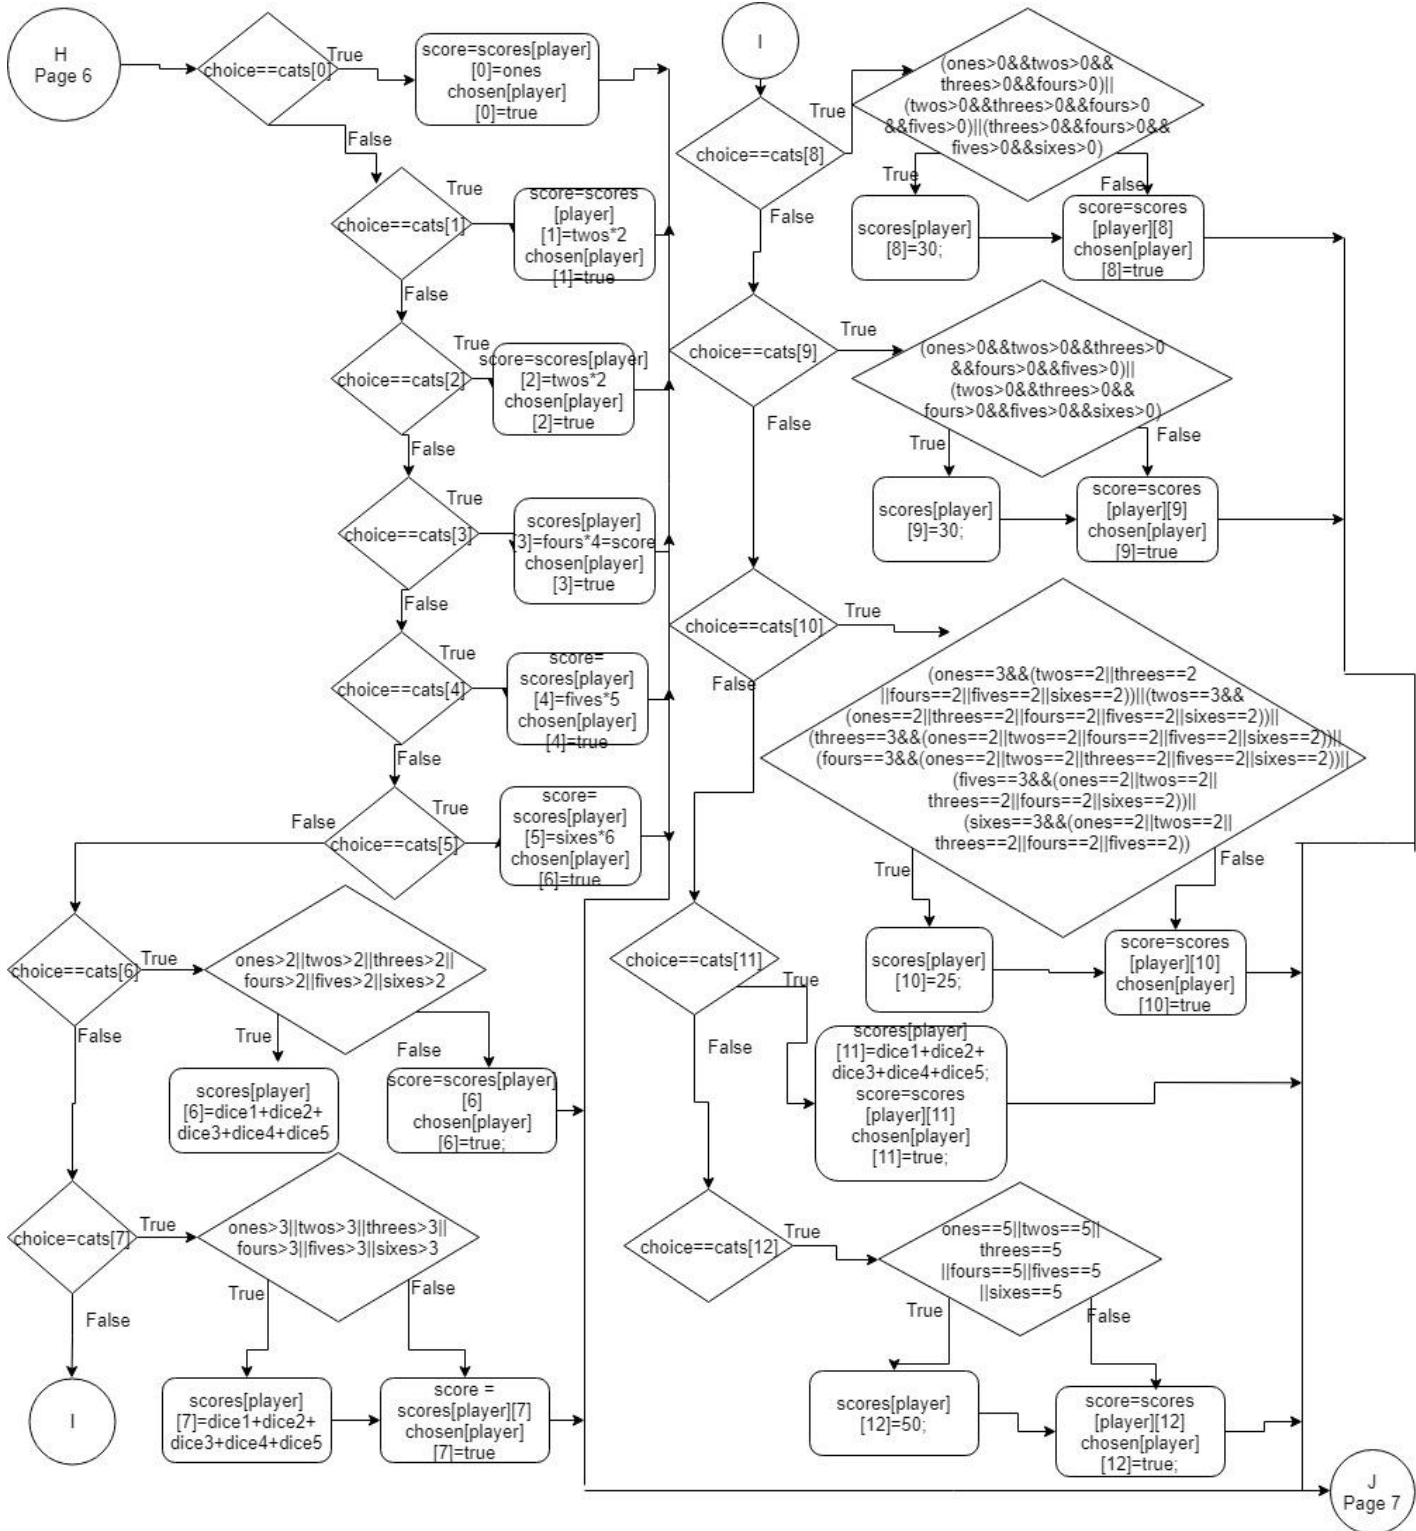 H
Page 6
choice==cats[0]
True
score=scores[player]
[0]=ones
chosen[player]
[0]=true
False
choice==cats[1]
True
score=scores
[player]
[1]=twos*2
chosen[player]
[1]=true
False
choice==cats[2]
True
score=scores[player]
[2]=twos*2
chosen[player]
[2]=true
False
choice==cats[3]
True
scores[player]
[3]=fours*4=score
chosen[player]
[3]=true
False
choice==cats[4]
True
score=
scores[player]
[4]=fives*5
chosen[player]
[4]=true
False
choice==cats[5]
True
score=
scores[player]
[5]=sixes*6
chosen[player]
[6]=true
False
choice==cats[6]
True
ones>2||twos>2||threes>2||
fours>2||fives>2||sixes>2
True
False
scores[player]
[6]=dice1+dice2+
dice3+dice4+dice5
score=scores[player]
[6]
chosen[player]
[6]=true;
False
choice=cats[7]
True
ones>3||twos>3||threes>3||
fours>3||fives>3||sixes>3
True
False
scores[player]
[7]=dice1+dice2+
dice3+dice4+dice5
score =
scores[player][7]
chosen[player]
[7]=true
False
I
I
choice==cats[8]
True
(ones>0&&twos>0&&
threes>0&&fours>0)||
(twos>0&&threes>0&&fours>0
&&fives>0)||(threes>0&&fours>0&&
fives>0&&sixes>0)
True
False
scores[player]
[8]=30;
score=scores
[player][8]
chosen[player]
[8]=true
False
choice==cats[9]
True
(ones>0&&twos>0&&threes>0
&&fours>0&&fives>0)||
(twos>0&&threes>0&&
fours>0&&fives>0&&sixes>0)
True
False
scores[player]
[9]=30;
score=scores
[player][9]
chosen[player]
[9]=true
False
choice==cats[10]
True
(ones==3&&(twos==2||threes==2
||fours==2||fives==2||sixes==2))||(twos==3&&
(ones==2||threes==2||fours==2||fives==2||sixes==2))||
(threes==3&&(ones==2||twos==2||fours==2||fives==2||sixes==2))||
(fours==3&&(ones==2||twos==2||threes==2||fives==2||sixes==2))||
(fives==3&&(ones==2||twos==2||
threes==2||fours==2||sixes==2))||
(sixes==3&&(ones==2||twos==2||
threes==2||fours==2||fives==2))
True
False
scores[player]
[10]=25;
score=scores
[player][10]
chosen[player]
[10]=true
False
choice==cats[11]
True
scores[player]
[11]=dice1+dice2+
dice3+dice4+dice5;
score=scores
[player][11]
chosen[player]
[11]=true;
False
choice==cats[12]
True
ones==5||twos==5||
threes==5
||fours==5||fives==5
||sixes==5
True
False
scores[player]
[12]=50;
score=scores
[player][12]
chosen[player]
[12]=true;
J
Page 7